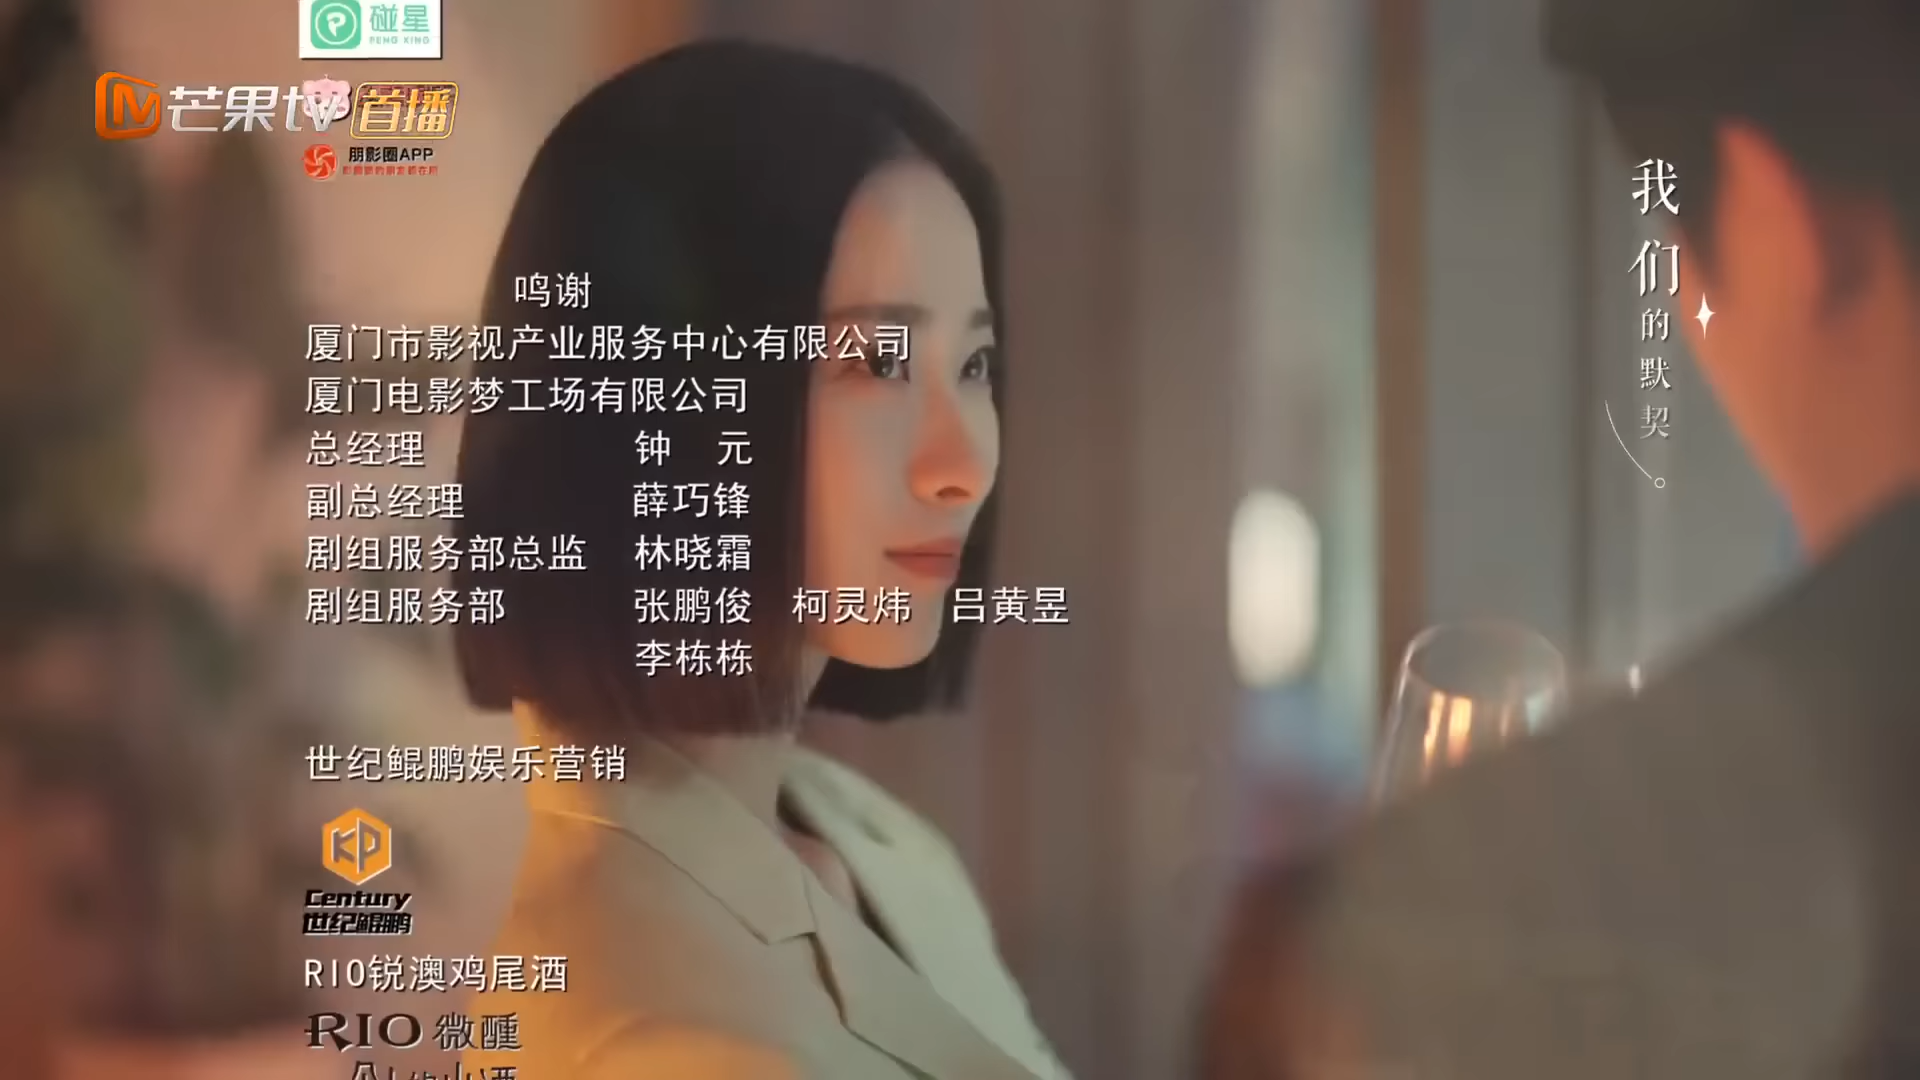 碰星
PENG XING
芒果tv 首播
朋影圈APP
鸣谢
厦门市影视产业服务中心有限公司
厦门电影梦工场有限公司
总经理 钟 元
副总经理 薛巧锋
剧组服务部总监 林晓霜
剧组服务部 张鹏俊 柯灵炜 吕黄昱
李栋栋
世纪鲲鹏娱乐营销
KP
Century
世纪鲲鹏
RIO锐澳鸡尾酒
RIO 微醺
我们的默契